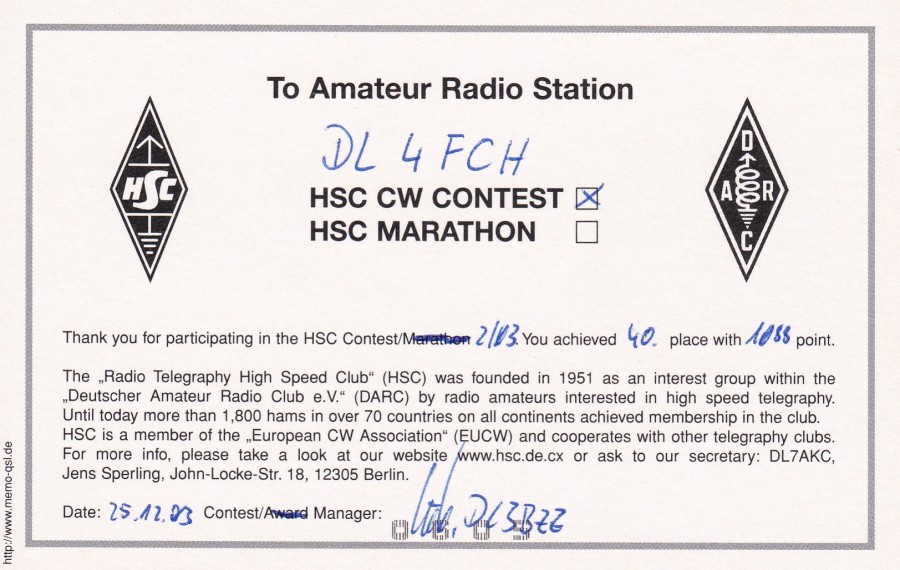 To Amateur Radio Station
DL4FCH
HSC CW CONTEST ☒
HSC MARATHON ☐
HSC
D
A R
C
Thank you for participating in the HSC Contest/Marathon 2/03. You achieved 40. place with 1088 point.
The „Radio Telegraphy High Speed Club“ (HSC) was founded in 1951 as an interest group within the
„Deutscher Amateur Radio Club e.V.“ (DARC) by radio amateurs interested in high speed telegraphy.
Until today more than 1,800 hams in over 70 countries on all continents achieved membership in the club.
HSC is a member of the „European CW Association“ (EUCW) and cooperates with other telegraphy clubs.
For more info, please take a look at our website www.hsc.de.cx or ask to our secretary: DL7AKC,
Jens Sperling, John-Locke-Str. 18, 12305 Berlin.
Date: 25.12.03 Contest/Award Manager: DL3BZZ
http://www.memo-qsl.de